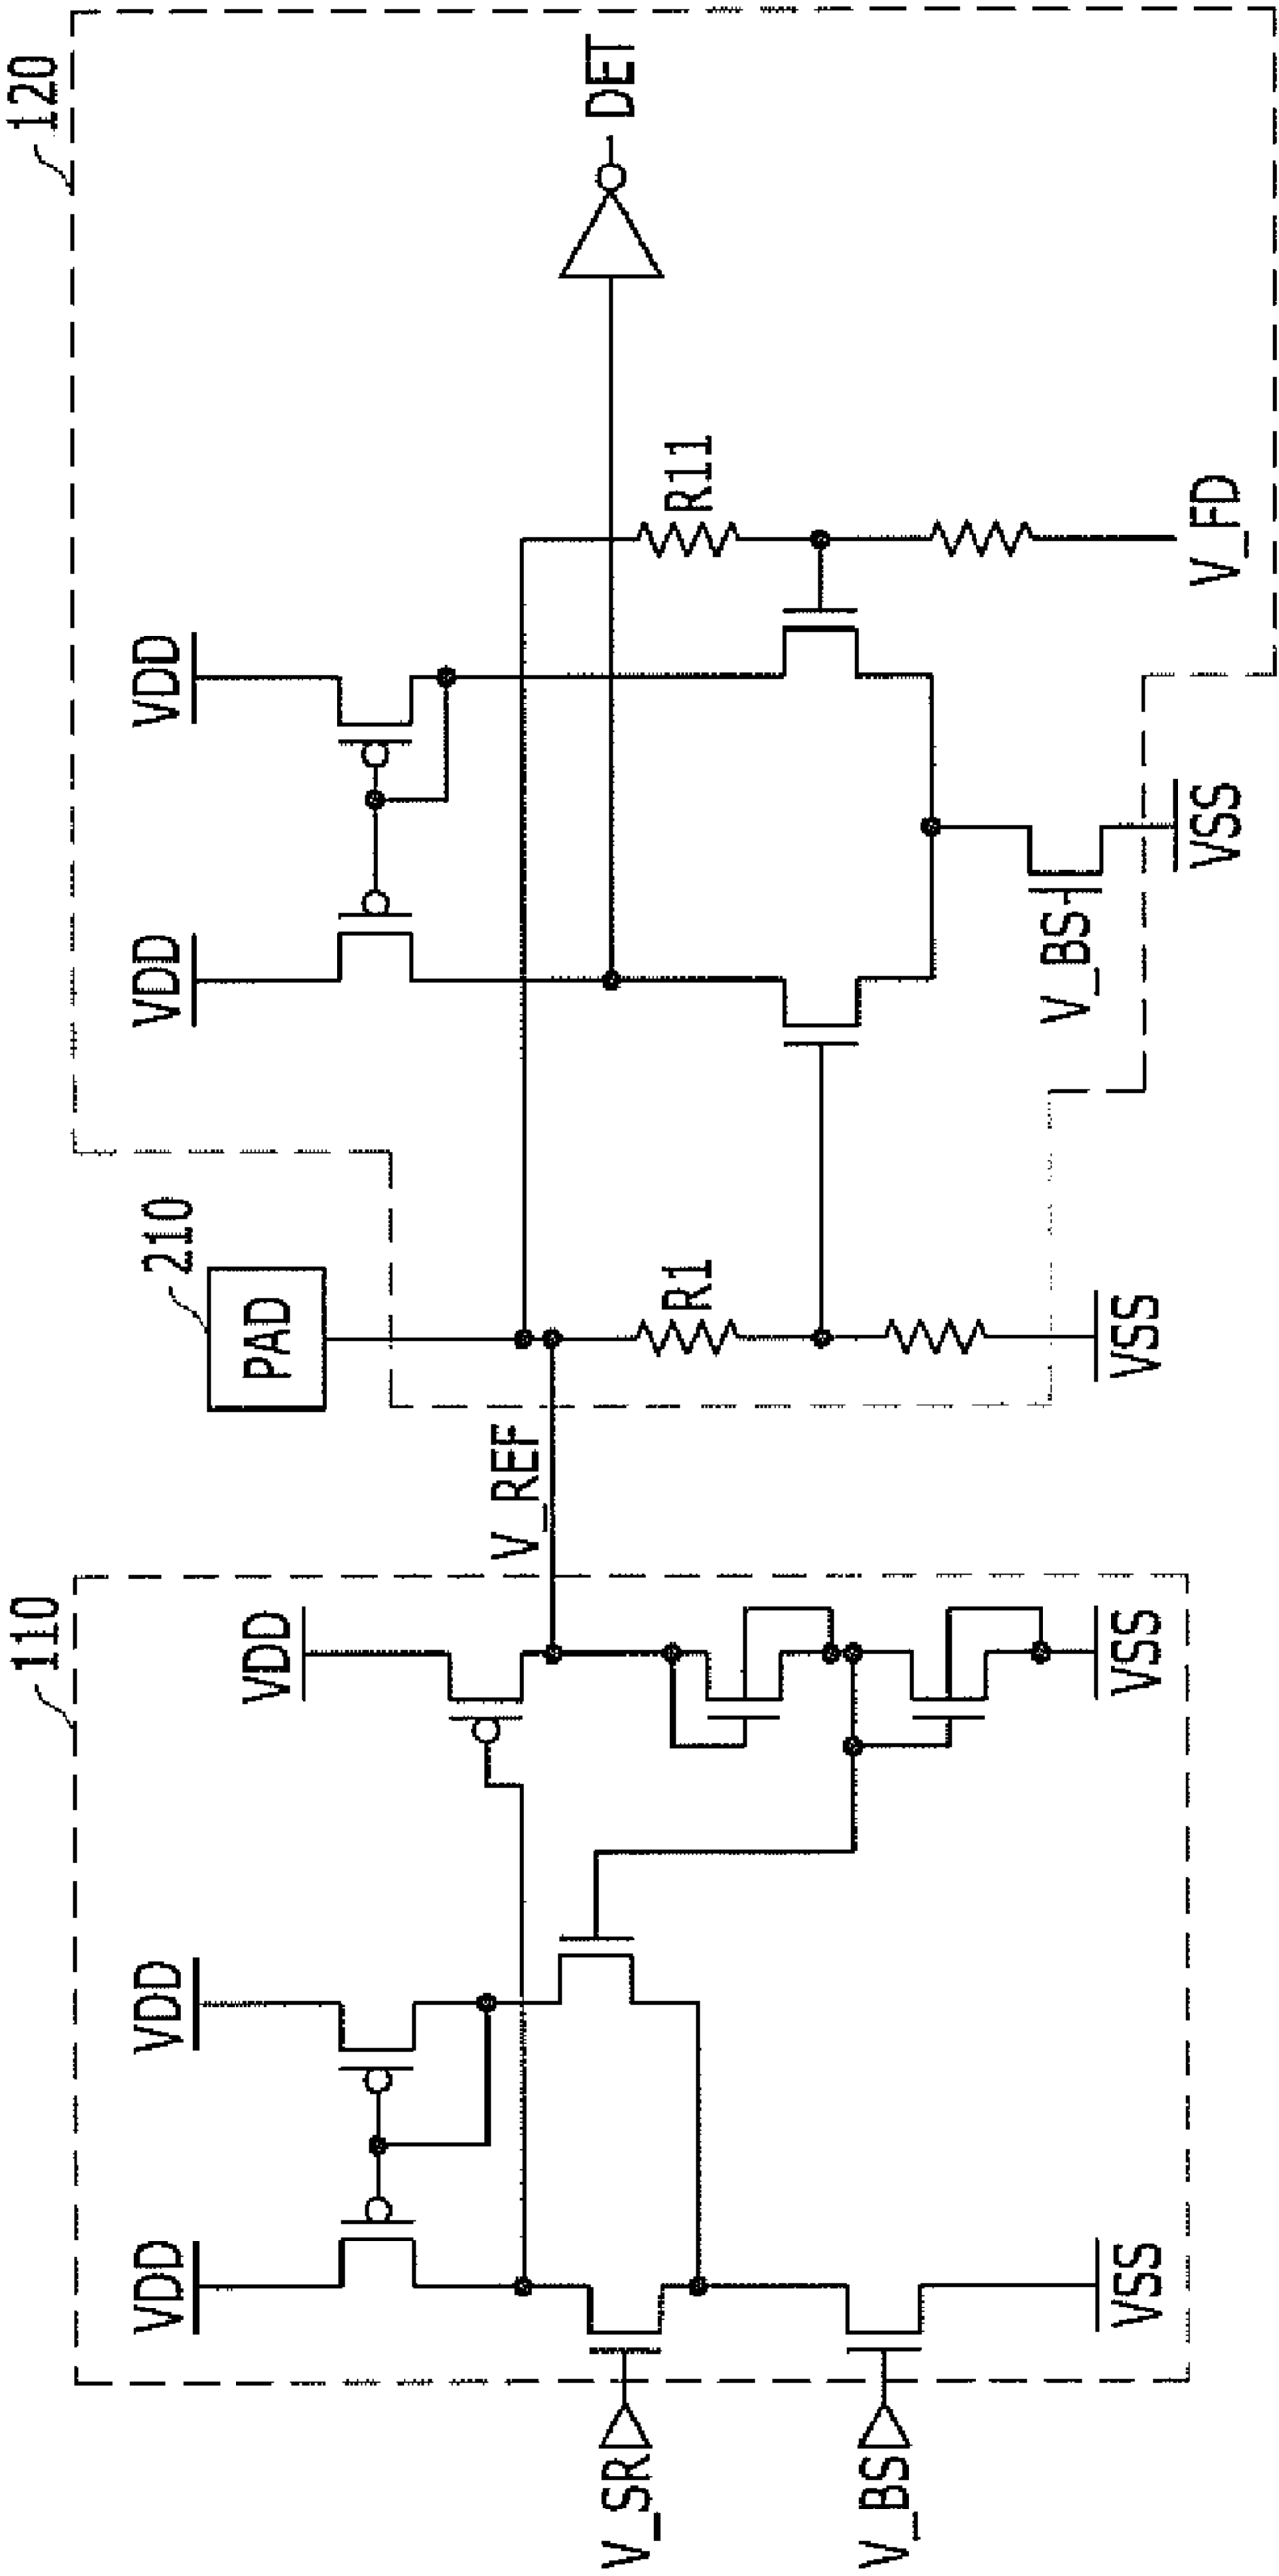 110
120
VDD
VDD
210
VDD
VDD
VDD
PAD
V_REF
DET
V_SR
R1
R11
V_BS
V_BS
VSS
VSS
VSS
VSS
V_FD